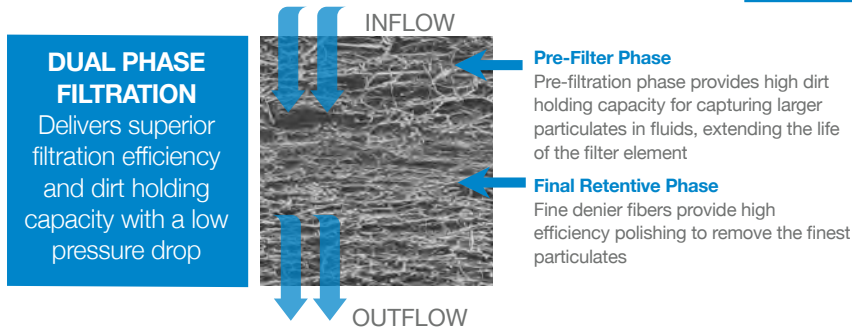 INFLOW
DUAL PHASE
FILTRATION
Delivers superior
filtration efficiency
and dirt holding
capacity with a low
pressure drop
Pre-Filter Phase
Pre-filtration phase provides high dirt
holding capacity for capturing larger
particulates in fluids, extending the life
of the filter element
Final Retentive Phase
Fine denier fibers provide high
efficiency polishing to remove the finest
particulates
OUTFLOW